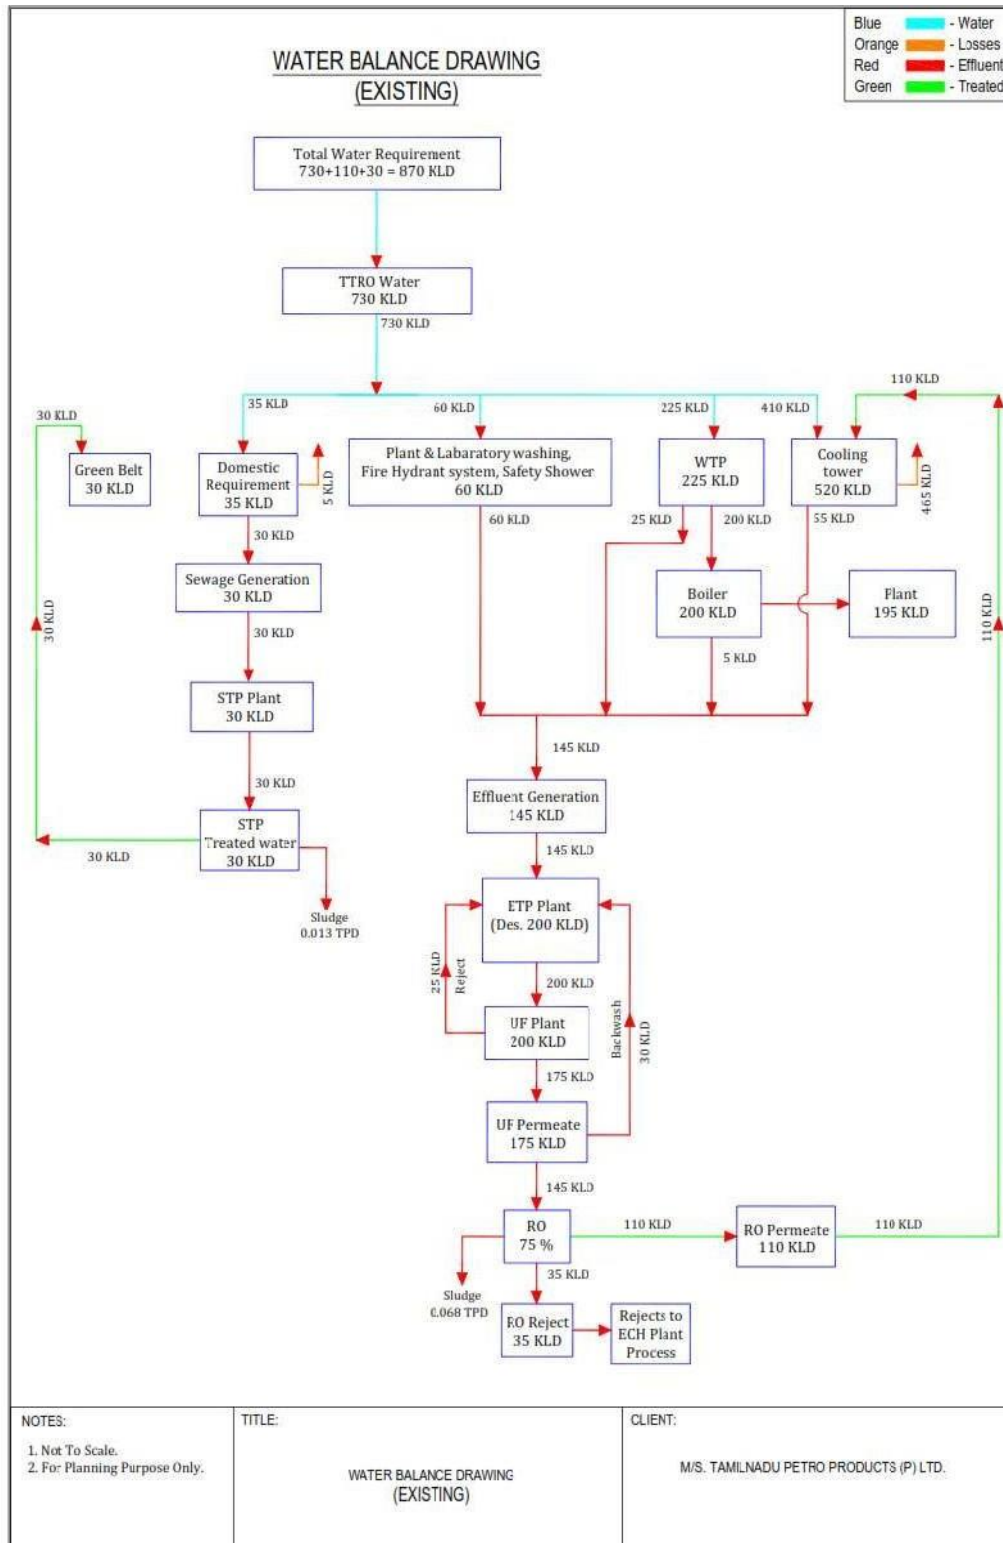 Blue - Water
Orange - Losses
Red - Effluent
Green - Treated
WATER BALANCE DRAWING
(EXISTING)
Total Water Requirement
730+110+30 = 870 KLD
TTRO Water
730 KLD
730 KLD
110 KLD
30 KLD
35 KLD
60 KLD
225 KLD
410 KLD
Green Belt
30 KLD
Domestic
Requirement
35 KLD
5 KLD
Plant & Labaratory washing,
Fire Hydrant system, Safety Shower
60 KLD
WTP
225 KLD
Cooling
tower
520 KLD
465 KLD
30 KLD
60 KLD
25 KLD
200 KLD
55 KLD
Sewage Generation
30 KLD
Boiler
200 KLD
Plant
195 KLD
30 KLD
110 KLD
30 KLD
5 KLD
STP Plant
30 KLD
145 KLD
30 KLD
Effluent Generation
145 KLD
STP
Treated water
30 KLD
30 KLD
145 KLD
Sludge
0.013 TPD
ETP Plant
(Des. 200 KLD)
25 KLD
Reject
200 KLD
Backwash
30 KLD
UF Plant
200 KLD
175 KLD
UF Permeate
175 KLD
145 KLD
RO
75 %
110 KLD
RO Permeate
110 KLD
110 KLD
35 KLD
Sludge
0.068 TPD
RO Reject
35 KLD
Rejects to
ECH Plant
Process
NOTES:
1. Not To Scale.
2. For Planning Purpose Only.
TITLE:
WATER BALANCE DRAWING
(EXISTING)
CLIENT:
M/S. TAMILNADU PETRO PRODUCTS (P) LTD.